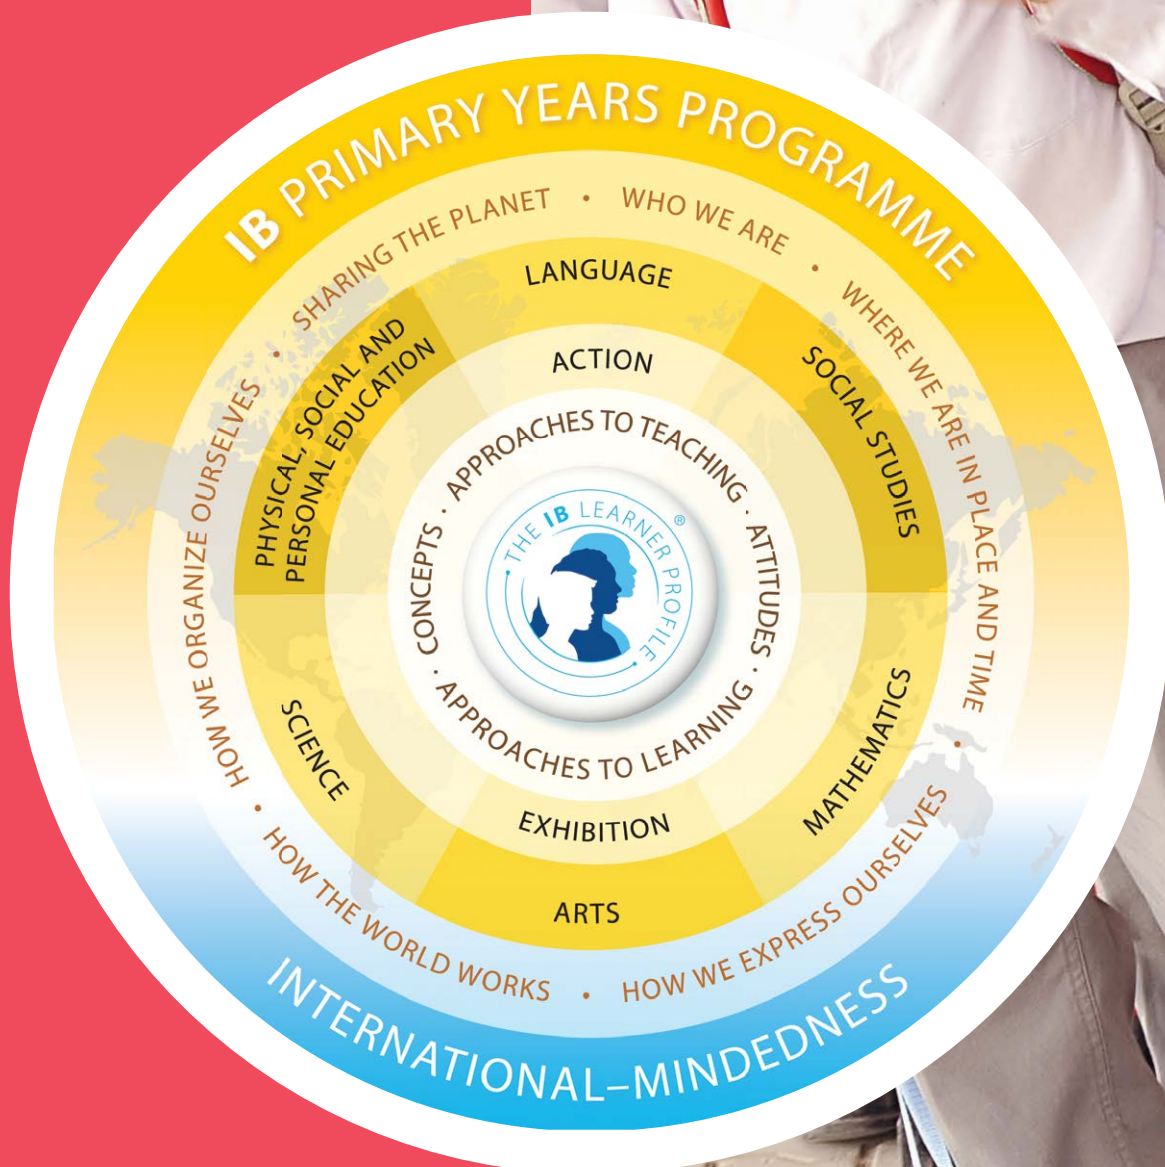 IB PRIMARY YEARS PROGRAMME
SHARING THE PLANET • WHO WE ARE • WHERE WE ARE IN PLACE AND TIME • HOW WE EXPRESS OURSELVES • HOW THE WORLD WORKS • HOW WE ORGANIZE OURSELVES •
LANGUAGE
SOCIAL STUDIES
MATHEMATICS
ARTS
SCIENCE
PHYSICAL, SOCIAL AND
PERSONAL EDUCATION
ACTION
EXHIBITION
APPROACHES TO TEACHING · ATTITUDES · APPROACHES TO LEARNING · CONCEPTS ·
• THE IB LEARNER PROFILE • ®
INTERNATIONAL–MINDEDNESS